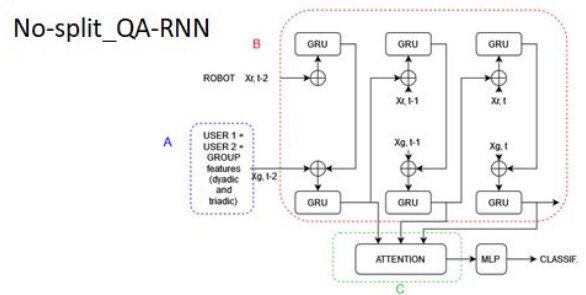 No-split_QA-RNN
B
GRU
GRU
GRU
ROBOT Xr, t-2
Xr, t-1
Xr, t
A
USER 1 +
USER 2 +
GROUP
features
(dyadic
and
triadic)
Xg, t-2
Xg, t-1
Xg, t
GRU
GRU
GRU
ATTENTION
MLP
CLASSIF.
C